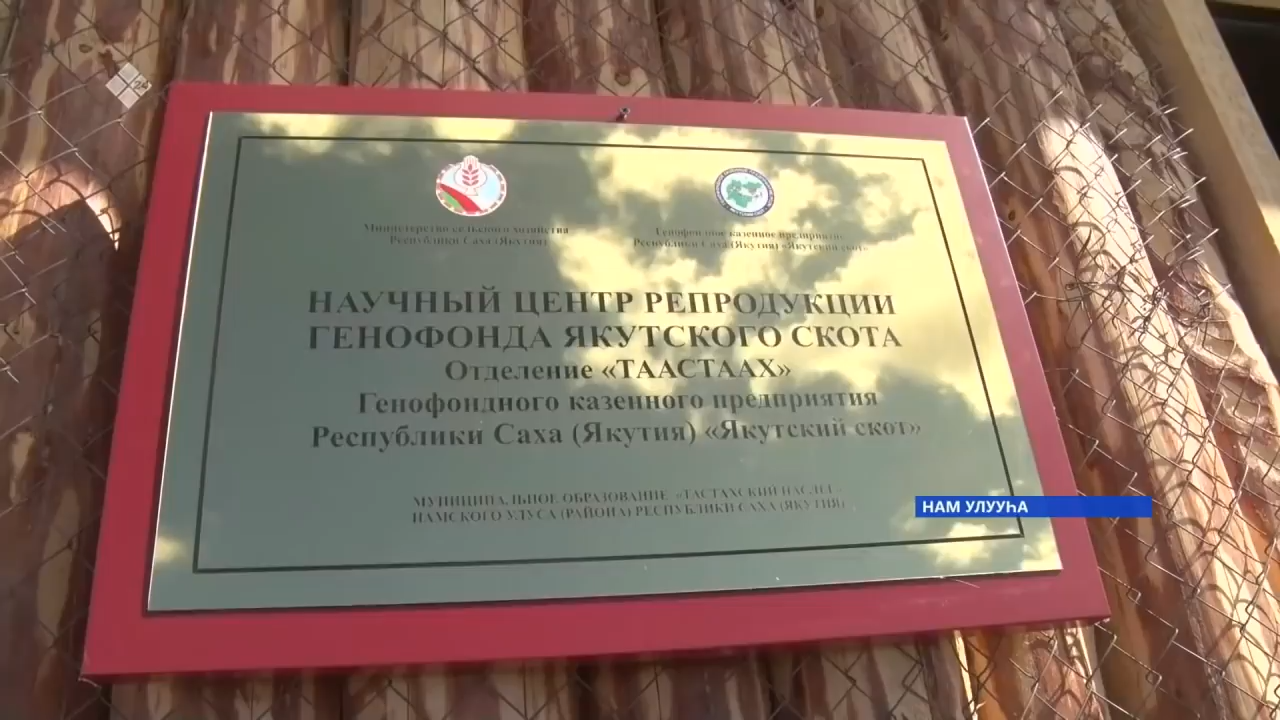 24
Министерство сельского хозяйства
Республики Саха (Якутия)
Генофондное казенное предприятие
Республики Саха (Якутия) «Якутский скот»
НАУЧНЫЙ ЦЕНТР РЕПРОДУКЦИИ
ГЕНОФОНДА ЯКУТСКОГО СКОТА
Отделение «ТААСТААХ»
Генофондного казенного предприятия
Республики Саха (Якутия) «Якутский скот»
МУНИЦИПАЛЬНОЕ ОБРАЗОВАНИЕ «ТАСТАХСКИЙ НАСЛЕГ»
НАМСКОГО УЛУСА (РАЙОНА) РЕСПУБЛИКИ САХА (ЯКУТИЯ)
НАМ УЛУУҺА